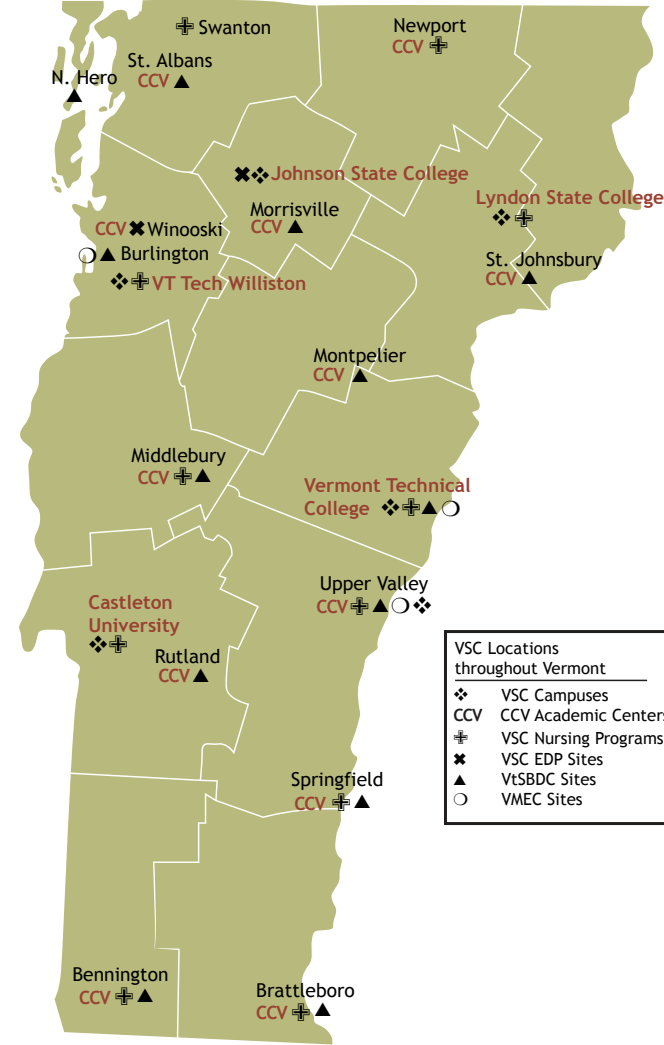 Swanton
Newport
CCV
St. Albans
CCV
N. Hero
Johnson State College
Lyndon State College
Morrisville
CCV
CCV Winooski
Burlington
St. Johnsbury
CCV
VT Tech Williston
Montpelier
CCV
Middlebury
CCV
Vermont Technical
College
Upper Valley
CCV
Castleton
University
Rutland
CCV
VSC Locations
throughout Vermont
VSC Campuses
CCV CCV Academic Centers
VSC Nursing Programs
VSC EDP Sites
VtSBDC Sites
VMEC Sites
Springfield
CCV
Bennington
CCV
Brattleboro
CCV